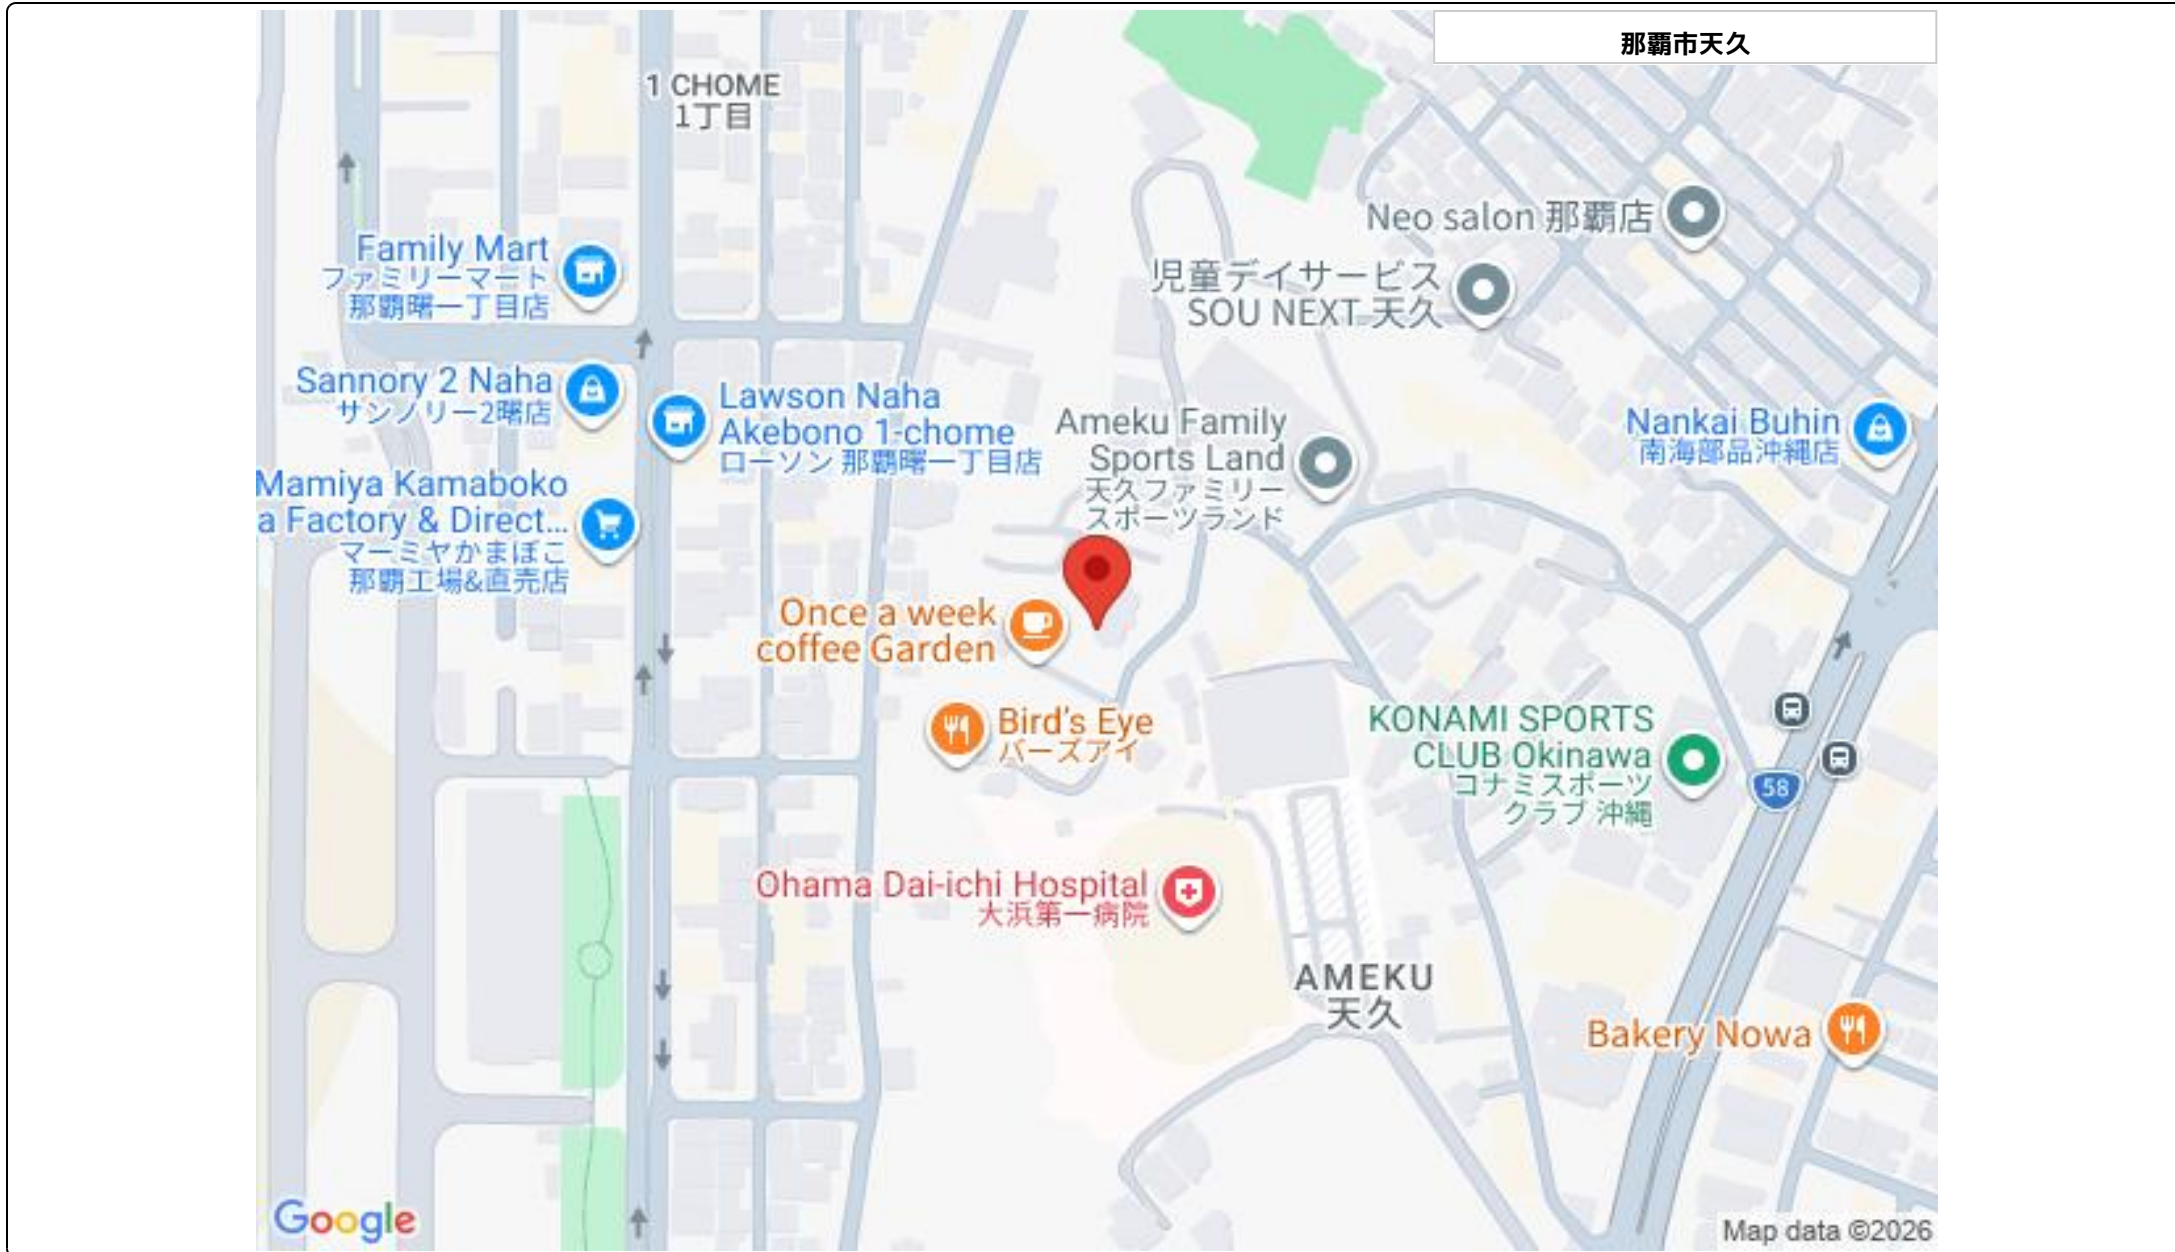 那覇市天久
1 CHOME
1丁目
Neo salon 那覇店
Family Mart
ファミリーマート
那覇曙一丁目店
児童デイサービス
SOU NEXT 天久
Sannory 2 Naha
サンノリー2曙店
Lawson Naha
Akebono 1-chome
ローソン 那覇曙一丁目店
Ameku Family
Sports Land
天久ファミリー
スポーツランド
Nankai Buhin
南海部品沖縄店
Mamiya Kamaboko
a Factory & Direct...
マーミヤかまぼこ
那覇工場&直売店
Once a week
coffee Garden
Bird's Eye
バーズアイ
KONAMI SPORTS
CLUB Okinawa
コナミスポーツ
クラブ 沖縄
58
Ohama Dai-ichi Hospital
大浜第一病院
AMEKU
天久
Bakery Nowa
Google
Map data ©2026